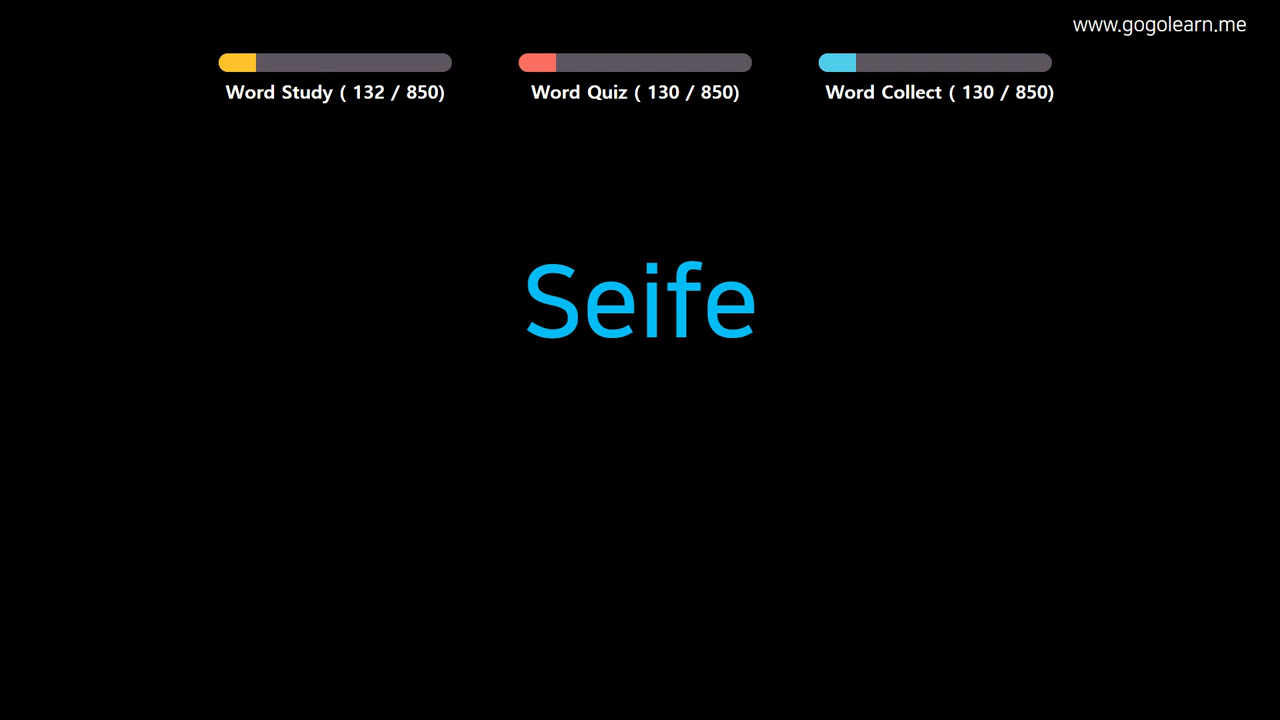 www.gogolearn.me
Word Study ( 132 / 850)
Word Quiz ( 130 / 850)
Word Collect ( 130 / 850)
Seife